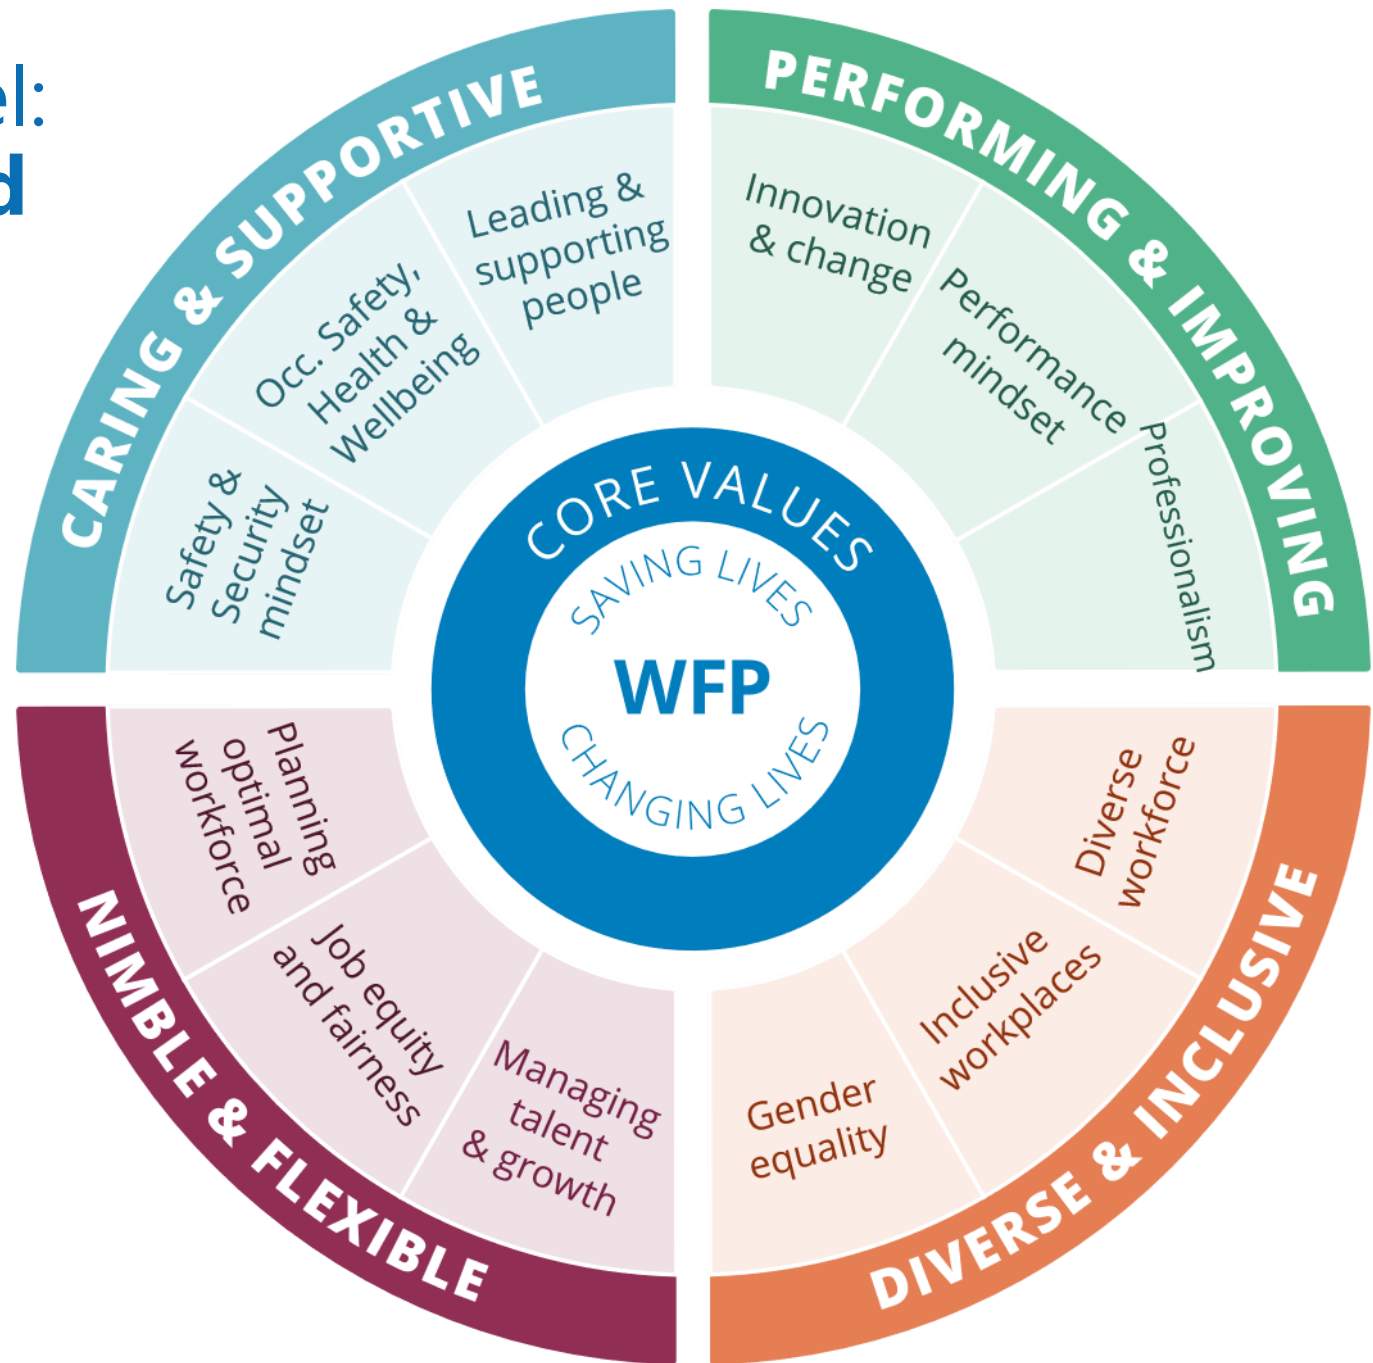 el:
d
CARING & SUPPORTIVE
Safety &
Security
mindset
Occ. Safety,
Health &
Wellbeing
Leading &
supporting
people
PERFORMING & IMPROVING
Innovation
& change
Performance
mindset
Professionalism
CORE VALUES
SAVING LIVES
WFP
CHANGING LIVES
NIMBLE & FLEXIBLE
Planning
optimal
workforce
Job equity
and fairness
Managing
talent
& growth
DIVERSE & INCLUSIVE
Diverse
workforce
Inclusive
workplaces
Gender
equality